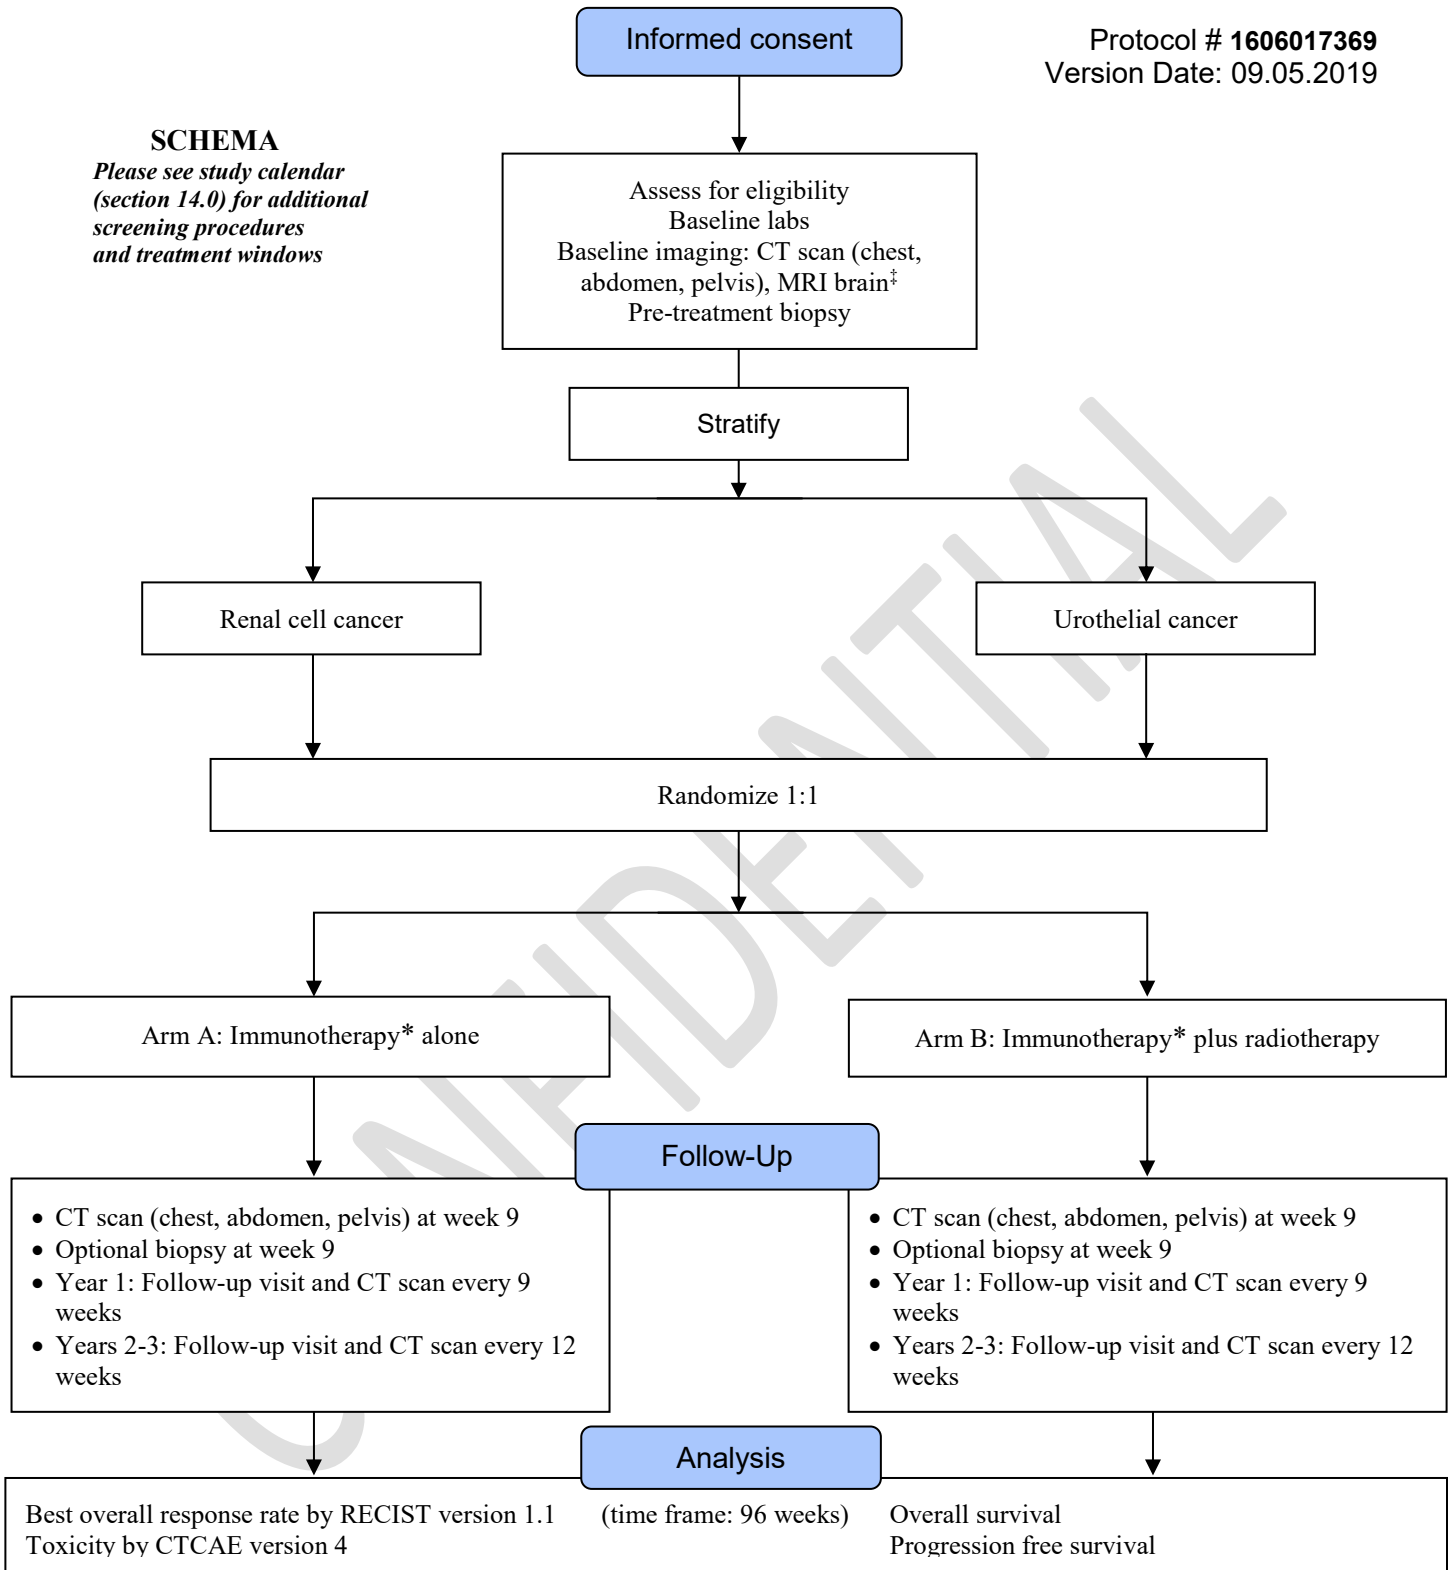 Informed consent
Protocol # 1606017369
Version Date: 09.05.2019
SCHEMA
Please see study calendar
(section 14.0) for additional
screening procedures
and treatment windows
Assess for eligibility
Baseline labs
Baseline imaging: CT scan (chest,
abdomen, pelvis), MRI brain‡
Pre-treatment biopsy
Stratify
Renal cell cancer
Urothelial cancer
Randomize 1:1
Arm A: Immunotherapy* alone
Arm B: Immunotherapy* plus radiotherapy
Follow-Up
• CT scan (chest, abdomen, pelvis) at week 9
• Optional biopsy at week 9
• Year 1: Follow-up visit and CT scan every 9
weeks
• Years 2-3: Follow-up visit and CT scan every 12
weeks
• CT scan (chest, abdomen, pelvis) at week 9
• Optional biopsy at week 9
• Year 1: Follow-up visit and CT scan every 9
weeks
• Years 2-3: Follow-up visit and CT scan every 12
weeks
Analysis
Best overall response rate by RECIST version 1.1 (time frame: 96 weeks) Overall survival
Toxicity by CTCAE version 4 Progression free survival
CONFIDENTIAL